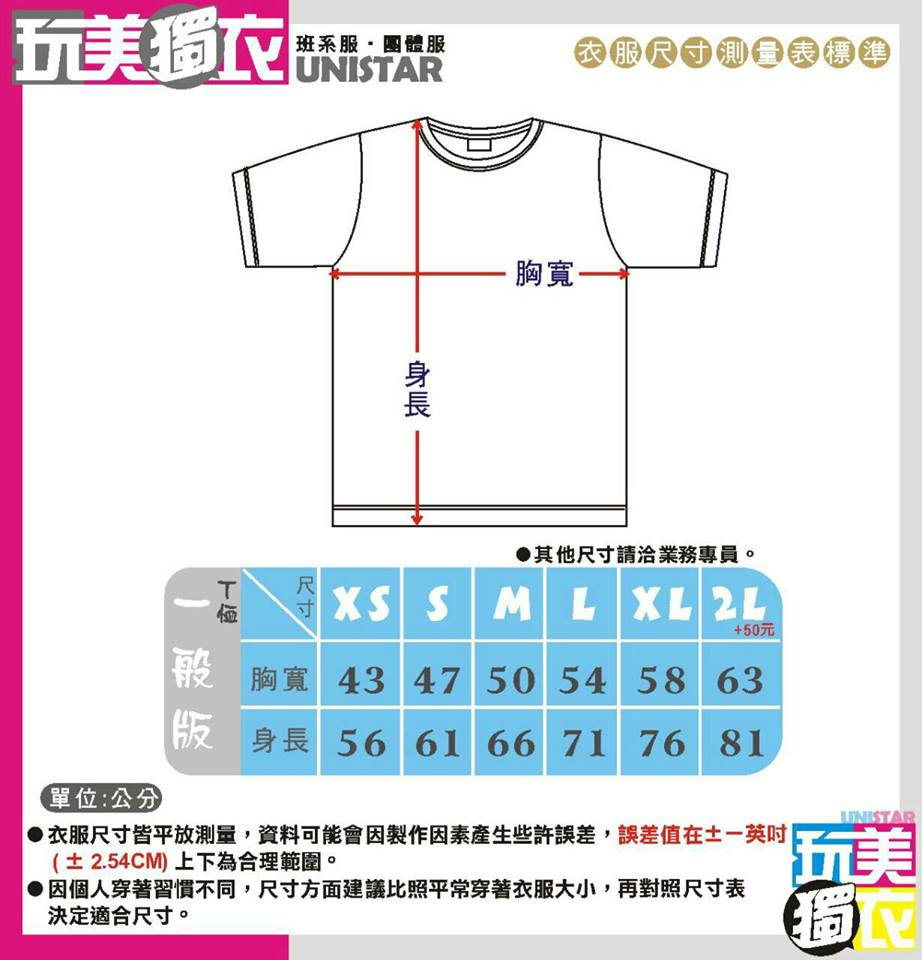 玩美獨衣
班系服・團體服
UNISTAR
衣服尺寸測量表標準
胸寬
身長
●其他尺寸請洽業務專員。
一般版
T恤
尺寸 XS S M L XL 2L
+50元
胸寬 43 47 50 54 58 63
身長 56 61 66 71 76 81
單位:公分
●衣服尺寸皆平放測量，資料可能會因製作因素產生些許誤差，誤差值在±一英吋
(± 2.54CM) 上下為合理範圍。
●因個人穿著習慣不同，尺寸方面建議比照平常穿著衣服大小，再對照尺寸表
決定適合尺寸。
UNISTAR
玩美
獨衣